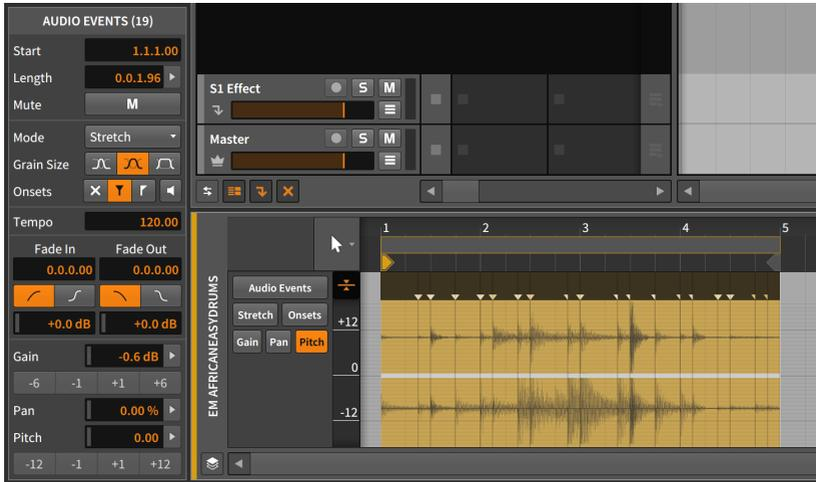 AUDIO EVENTS (19)
Start 1.1.1.00
Length 0.0.1.96
Mute M
Mode Stretch
Grain Size
Onsets
Tempo 120.00
Fade In Fade Out
0.0.0.00 0.0.0.00
+0.0 dB +0.0 dB
Gain -0.6 dB
-6 -1 +1 +6
Pan 0.00 %
Pitch 0.00
-12 -1 +1 +12
S1 Effect S M
Master S M
1 2 3 4 5
EM AFRICANEASYDRUMS
Audio Events
Stretch Onsets
Gain Pan Pitch
+12
0
-12